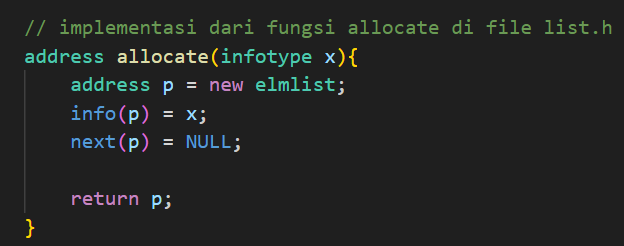 // implementasi dari fungsi allocate di file list.h
address allocate(infotype x){
    address p = new elmlist;
    info(p) = x;
    next(p) = NULL;

    return p;
}